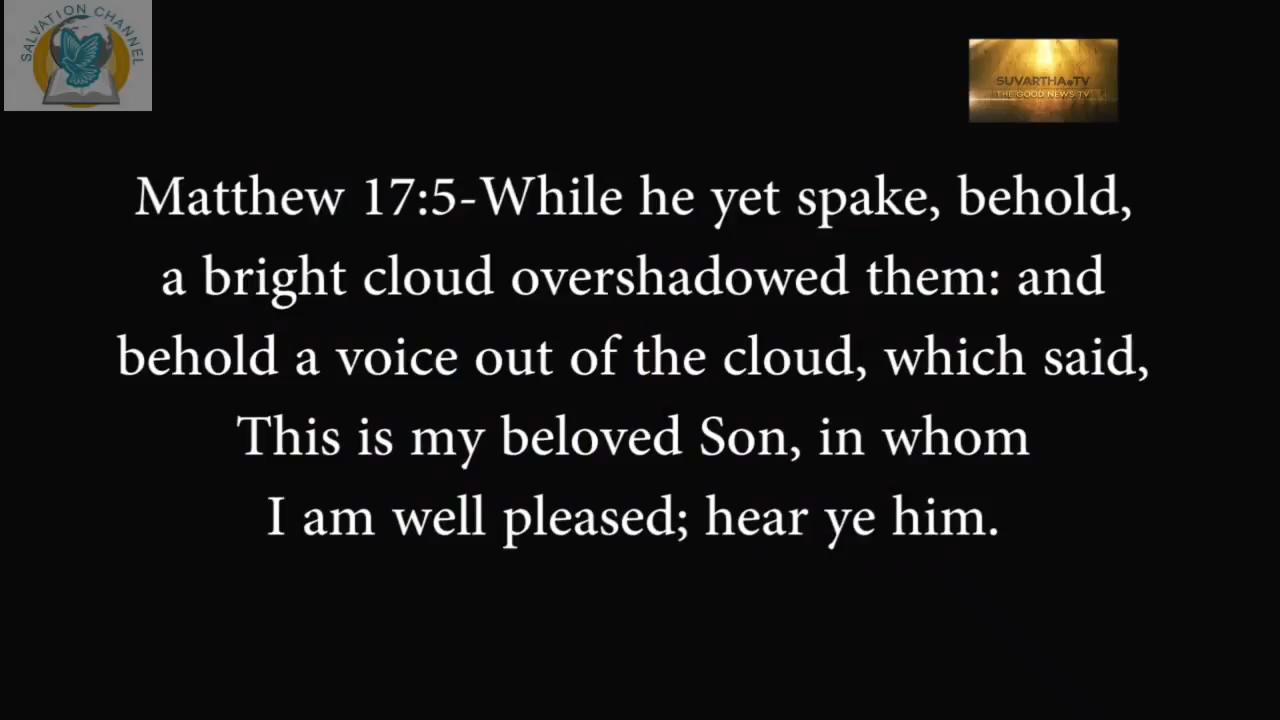 SALVATION CHANNEL
SUVARTHA.TV
THE GOOD NEWS TV
Matthew 17:5-While he yet spake, behold,
a bright cloud overshadowed them: and
behold a voice out of the cloud, which said,
This is my beloved Son, in whom
I am well pleased; hear ye him.